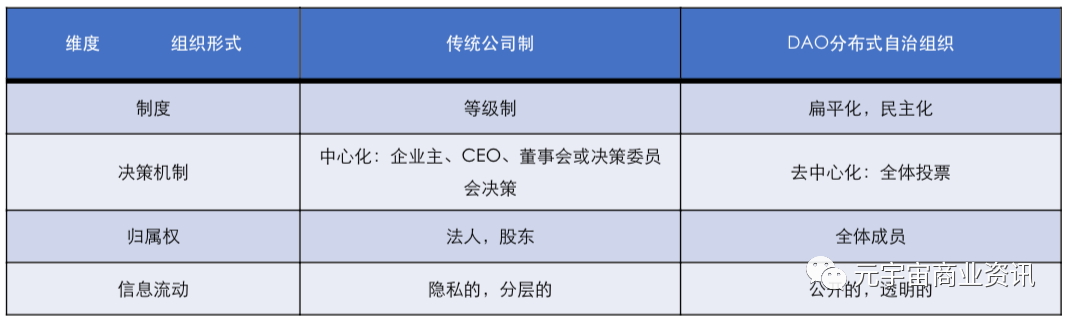 维度 组织形式 传统公司制 DAO分布式自治组织
制度 等级制 扁平化，民主化
决策机制 中心化：企业主、CEO、董事会或决策委员 去中心化：全体投票
会决策
归属权 法人，股东 全体成员
信息流动 隐私的，分层的 公开的，透明的
元宇宙商业资讯